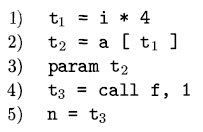 1) t₁ = i * 4
2) t₂ = a [ t₁ ]
3) param t₂
4) t₃ = call f, 1
5) n = t₃